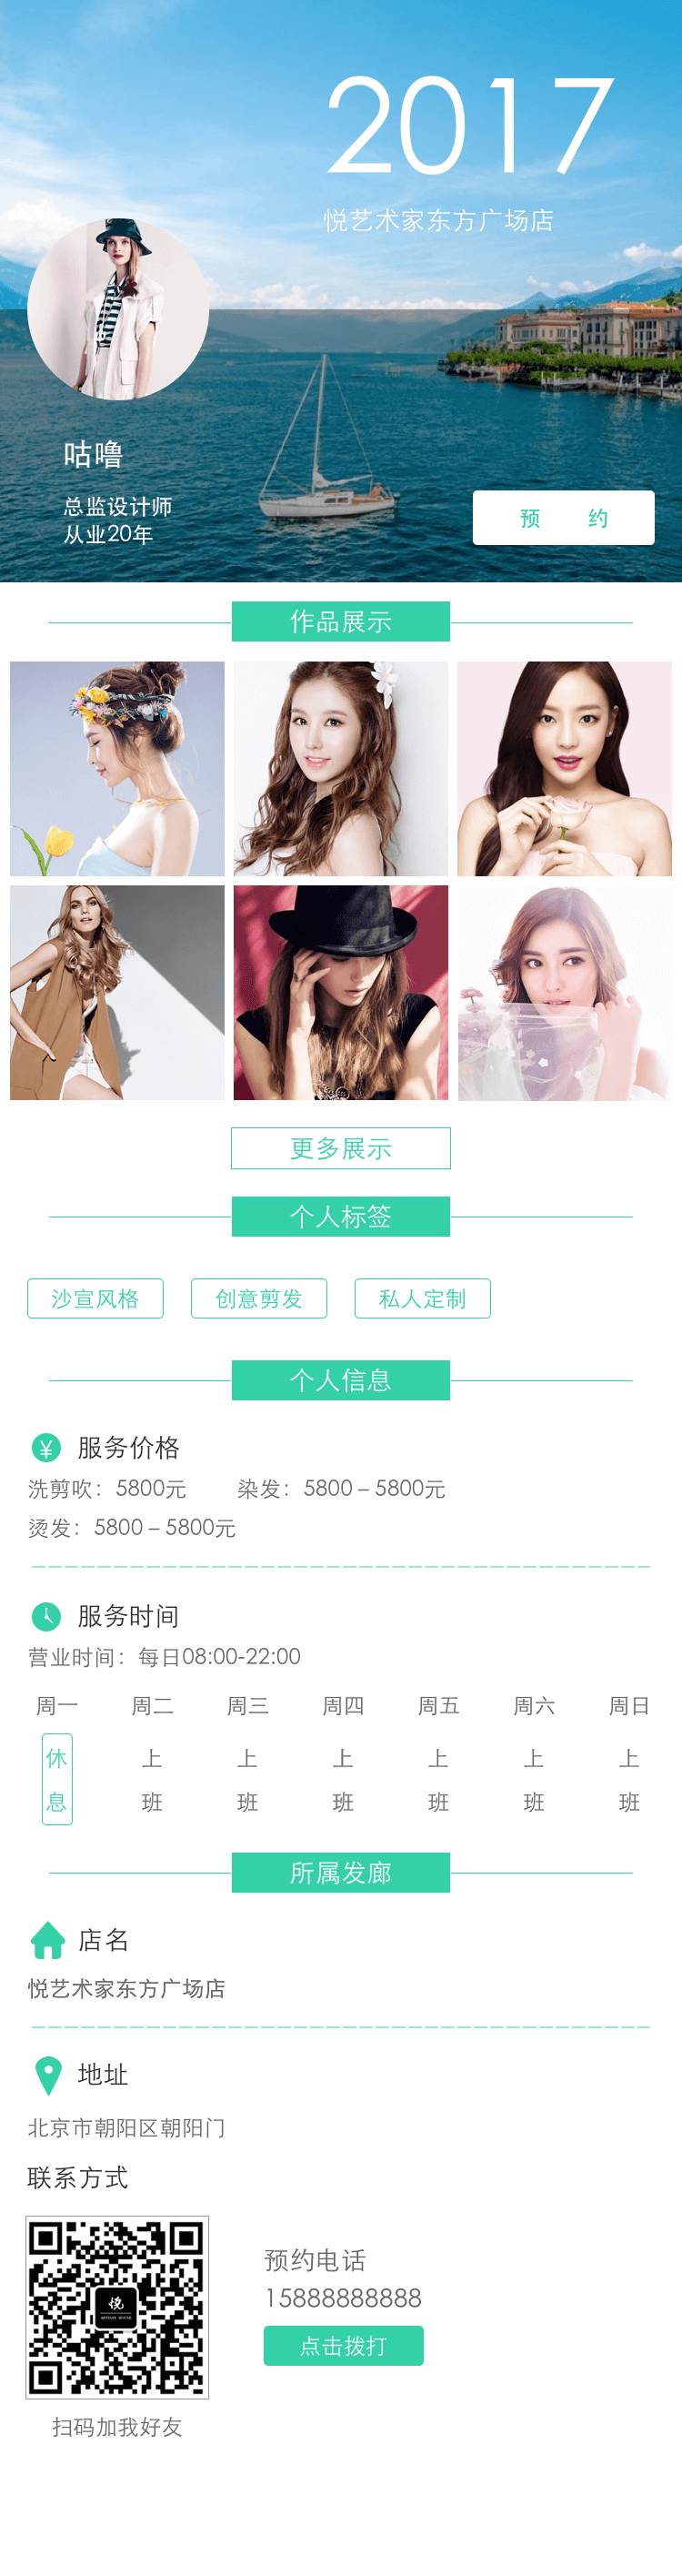 2017
悦艺术家东方广场店
咕噜
总监设计师
从业20年
预 约
作品展示
更多展示
个人标签
沙宣风格 创意剪发 私人定制
个人信息
¥ 服务价格
洗剪吹：5800元 染发：5800 – 5800元
烫发：5800 – 5800元
服务时间
营业时间：每日08:00-22:00
周一 周二 周三 周四 周五 周六 周日
休 上 上 上 上 上 上
息 班 班 班 班 班 班
所属发廊
店名
悦艺术家东方广场店
地址
北京市朝阳区朝阳门
联系方式
悦
预约电话
15888888888
点击拨打
扫码加我好友